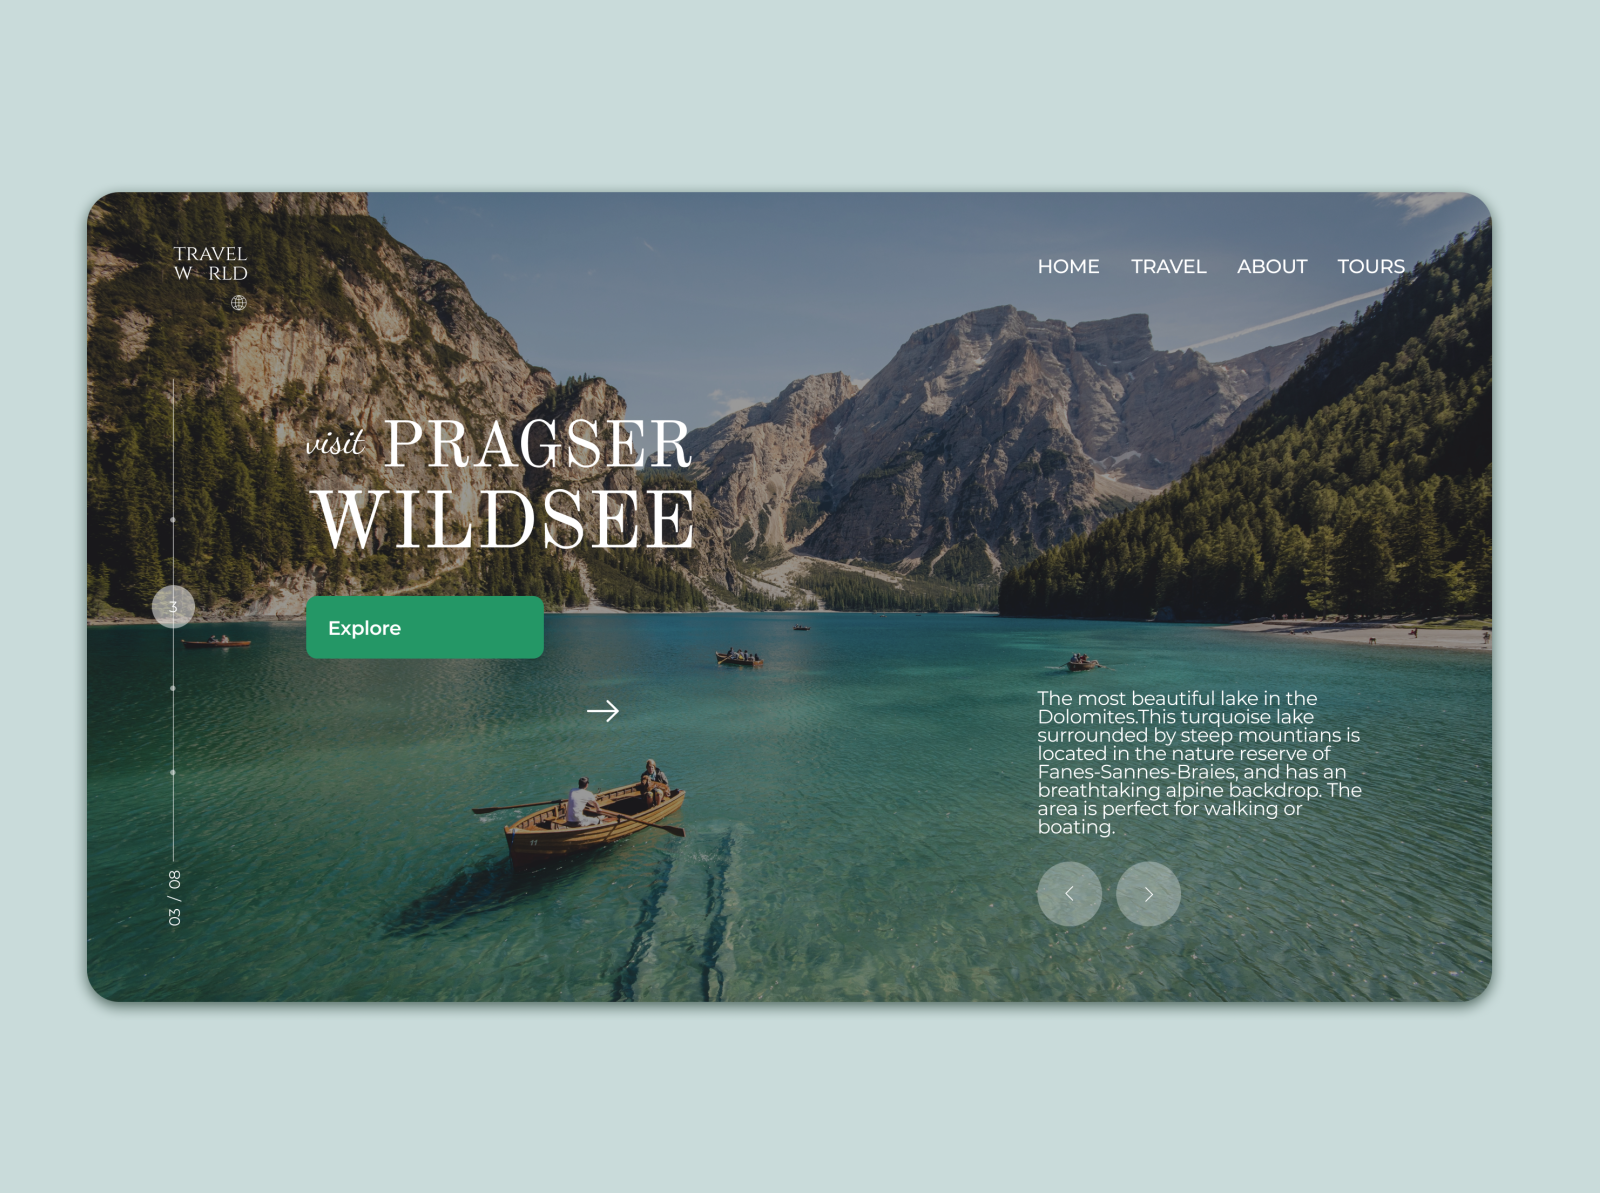 TRAVEL
W RLD
HOME TRAVEL ABOUT TOURS
visit PRAGSER
WILDSEE
3
Explore
The most beautiful lake in the
Dolomites.This turquoise lake
surrounded by steep mountians is
located in the nature reserve of
Fanes-Sannes-Braies, and has an
breathtaking alpine backdrop. The
area is perfect for walking or
boating.
03 / 08